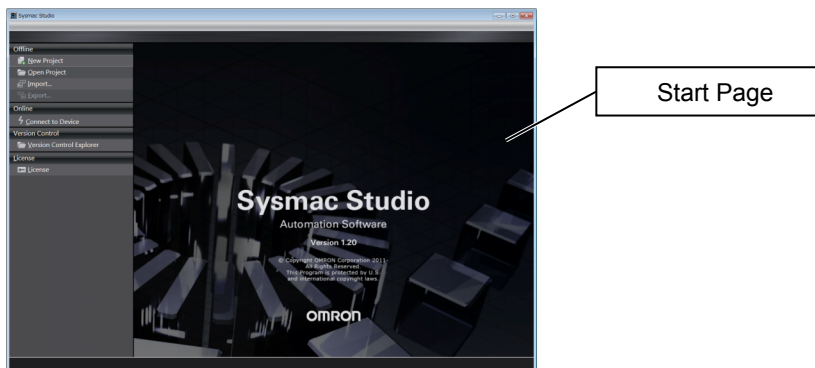 Sysmac Studio
Offline
New Project
Open Project
Import...
Export...
Online
Connect to Device
Version Control
Version Control Explorer
License
License
Sysmac Studio
Automation Software
Version 1.20
© Copyright OMRON Corporation 2011-
All Rights Reserved.
This Program is protected by U.S.
and international copyright laws.
OMRON
Start Page